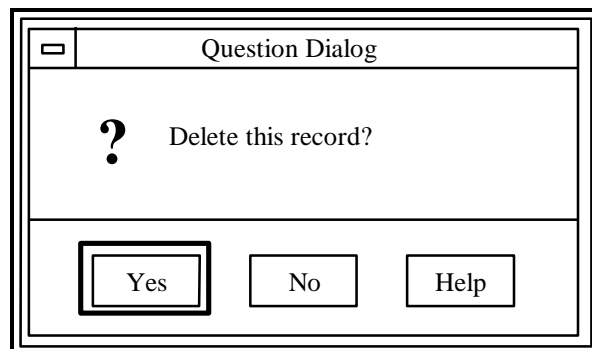 Question Dialog
? Delete this record?
Yes No Help